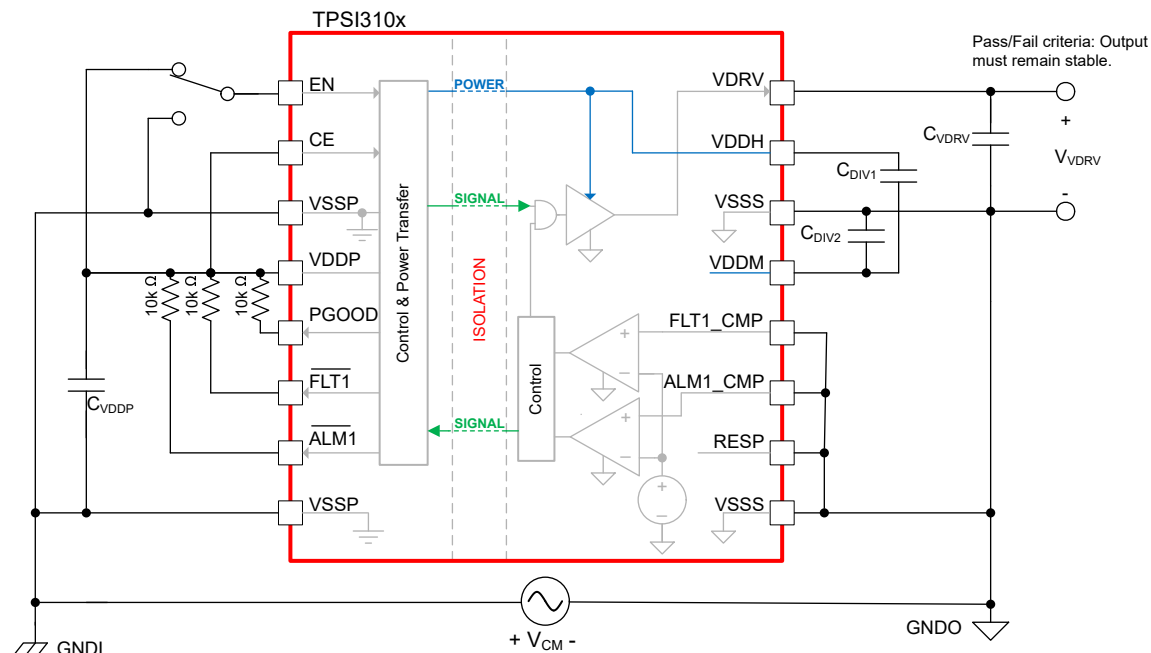 TPSI310x
Pass/Fail criteria: Output
must remain stable.
EN
CE
VSSP
VDDP
PGOOD
FLT1
ALM1
VSSP
10k Ω
10k Ω
10k Ω
CVDDP
Control & Power Transfer
POWER
SIGNAL
ISOLATION
SIGNAL
Control
+
−
+
−
+
−
VDRV
VDDH
VSSS
VDDM
FLT1_CMP
ALM1_CMP
RESP
VSSS
CDIV1
CDIV2
CVDRV
+
VVDRV
-
+ VCM -
GNDI
GNDO